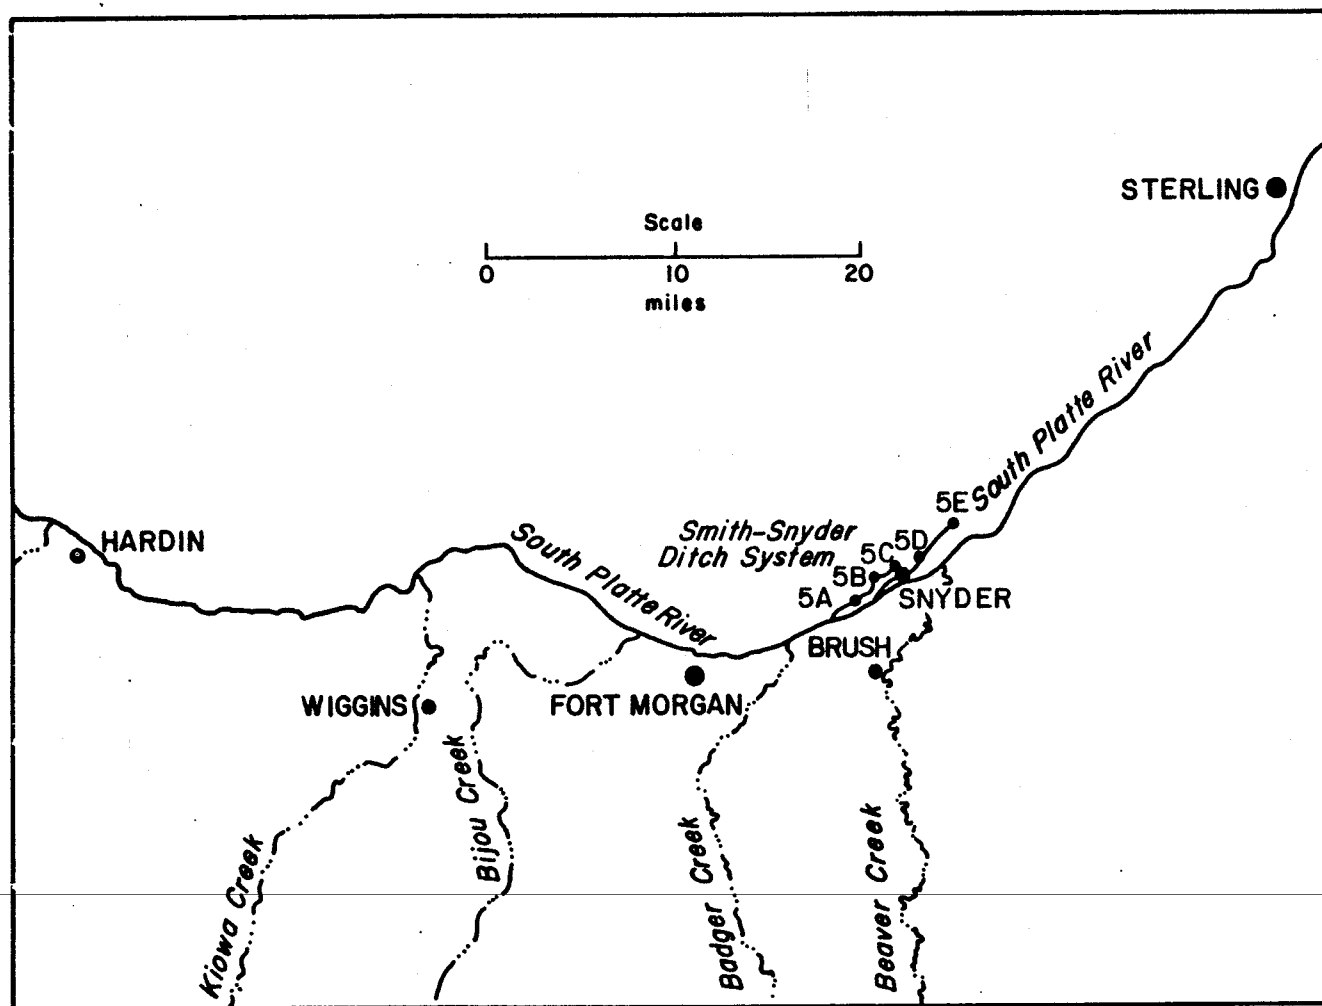 STERLING
Scale
0 10 20
miles
South Platte River
5E
HARDIN
South Platte River
Smith-Snyder
Ditch System
5C
5D
5B
5A
SNYDER
BRUSH
WIGGINS
FORT MORGAN
Kiowa Creek
Bijou Creek
Badger Creek
Beaver Creek